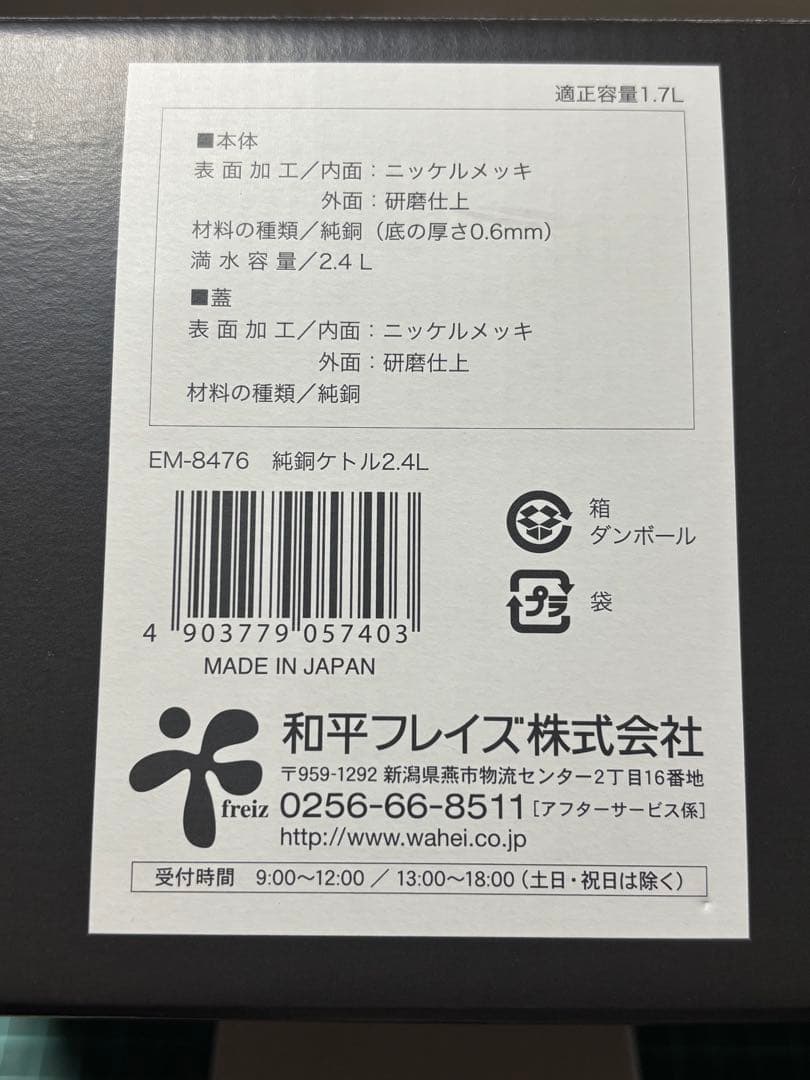 適正容量1.7L
■本体
表面加工／内面：ニッケルメッキ
外面：研磨仕上
材料の種類／純銅（底の厚さ0.6mm）
満水容量／2.4 L
■蓋
表面加工／内面：ニッケルメッキ
外面：研磨仕上
材料の種類／純銅
EM-8476 純銅ケトル2.4L
箱
ダンボール
プラ
袋
4 903779 057403
MADE IN JAPAN
和平フレイズ株式会社
〒959-1292 新潟県燕市物流センター2丁目16番地
freiz
0256-66-8511［アフターサービス係］
http://www.wahei.co.jp
受付時間 9:00～12:00 ／ 13:00～18:00（土日・祝日は除く）